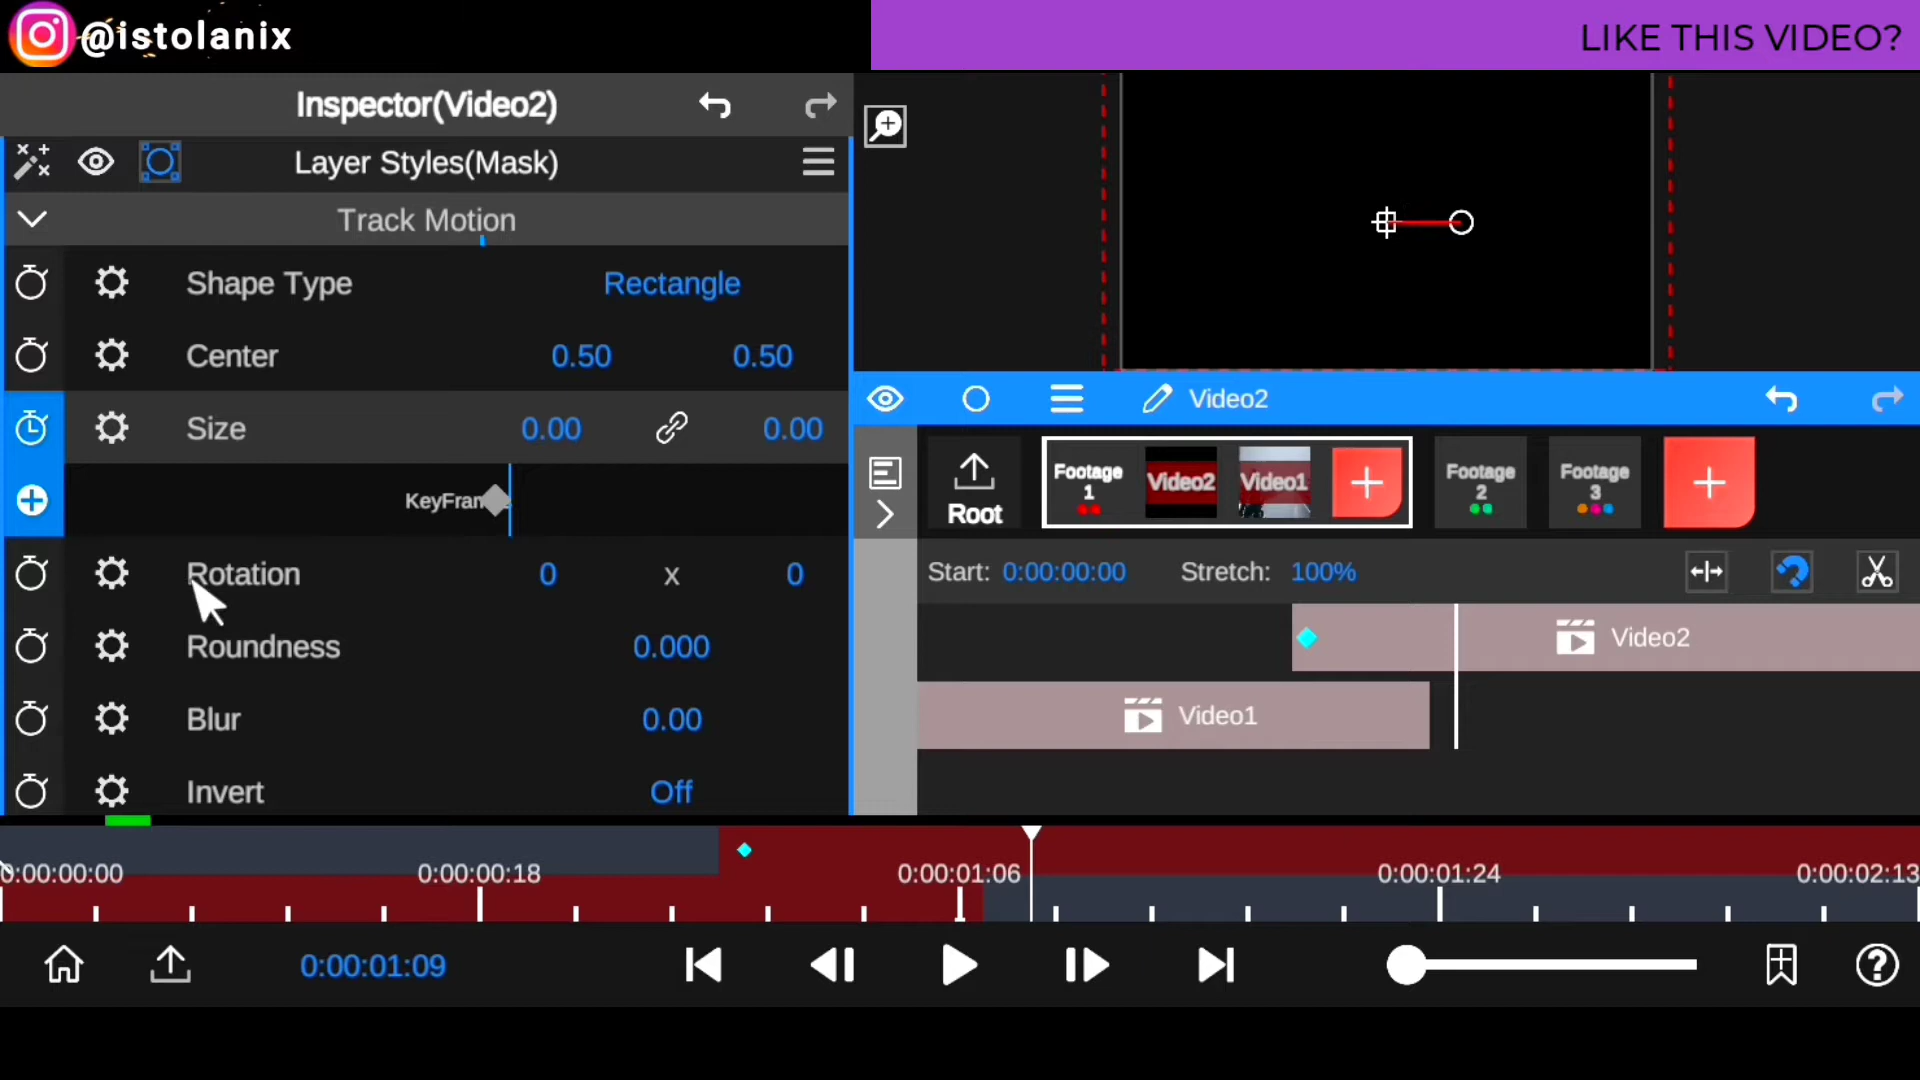 @istolanix
LIKE THIS VIDEO?
Inspector(Video2)
Layer Styles(Mask)
Track Motion
Shape Type Rectangle
Center 0.50 0.50
Size 0.00 0.00
KeyFram
Rotation 0 x 0
Roundness 0.000
Blur 0.00
Invert Off
Video2
Root
Footage
1
Video2
Video1
Footage
2
Footage
3
Start: 0:00:00:00 Stretch: 100%
Video2
Video1
0:00:00:00 0:00:00:18 0:00:01:06 0:00:01:24 0:00:02:13
0:00:01:09